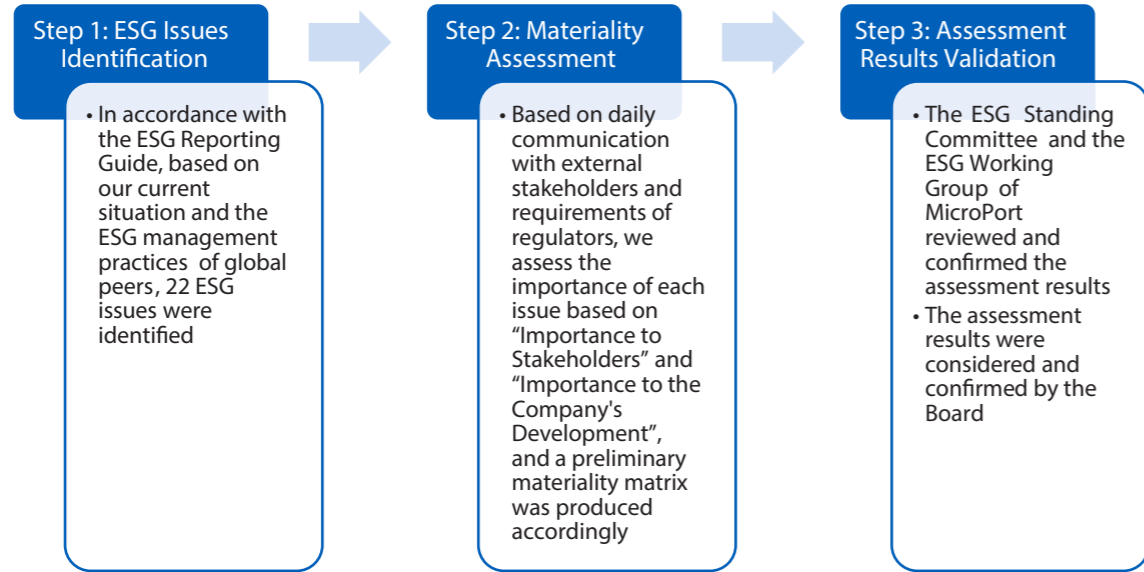 Step 1: ESG Issues
Identification
• In accordance with
the ESG Reporting
Guide, based on
our current
situation and the
ESG management
practices of global
peers, 22 ESG
issues were
identified
Step 2: Materiality
Assessment
• Based on daily
communication
with external
stakeholders and
requirements of
regulators, we
assess the
importance of each
issue based on
“Importance to
Stakeholders” and
“Importance to the
Company's
Development”,
and a preliminary
materiality matrix
was produced
accordingly
Step 3: Assessment
Results Validation
• The ESG Standing
Committee and the
ESG Working
Group of
MicroPort
reviewed and
confirmed the
assessment results
• The assessment
results were
considered and
confirmed by the
Board